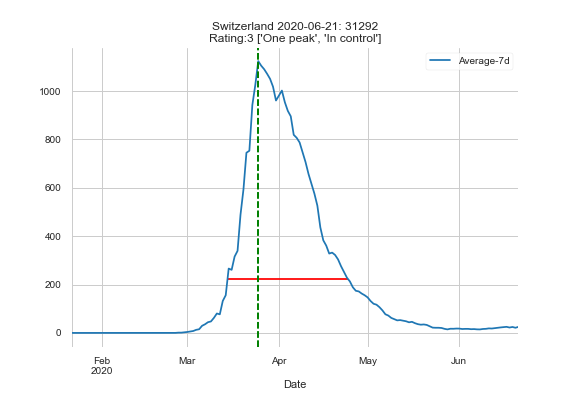 Switzerland 2020-06-21: 31292
Rating:3 ['One peak', 'In control']
Average-7d
1000
800
600
400
200
0
Feb Mar Apr May Jun
2020
Date